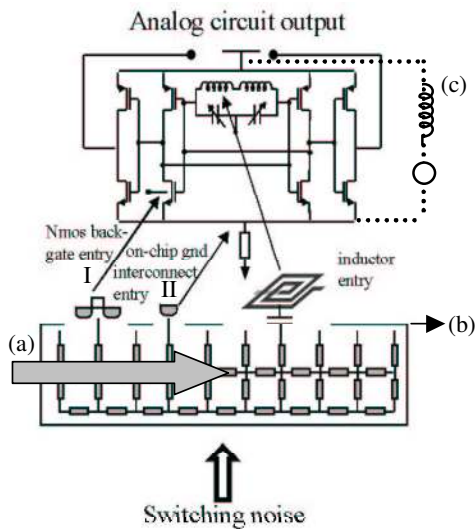 Analog circuit output
(c)
Nmos back-
gate entry
I
on-chip gnd
interconnect
entry
II
inductor
entry
(a)
(b)
Switching noise